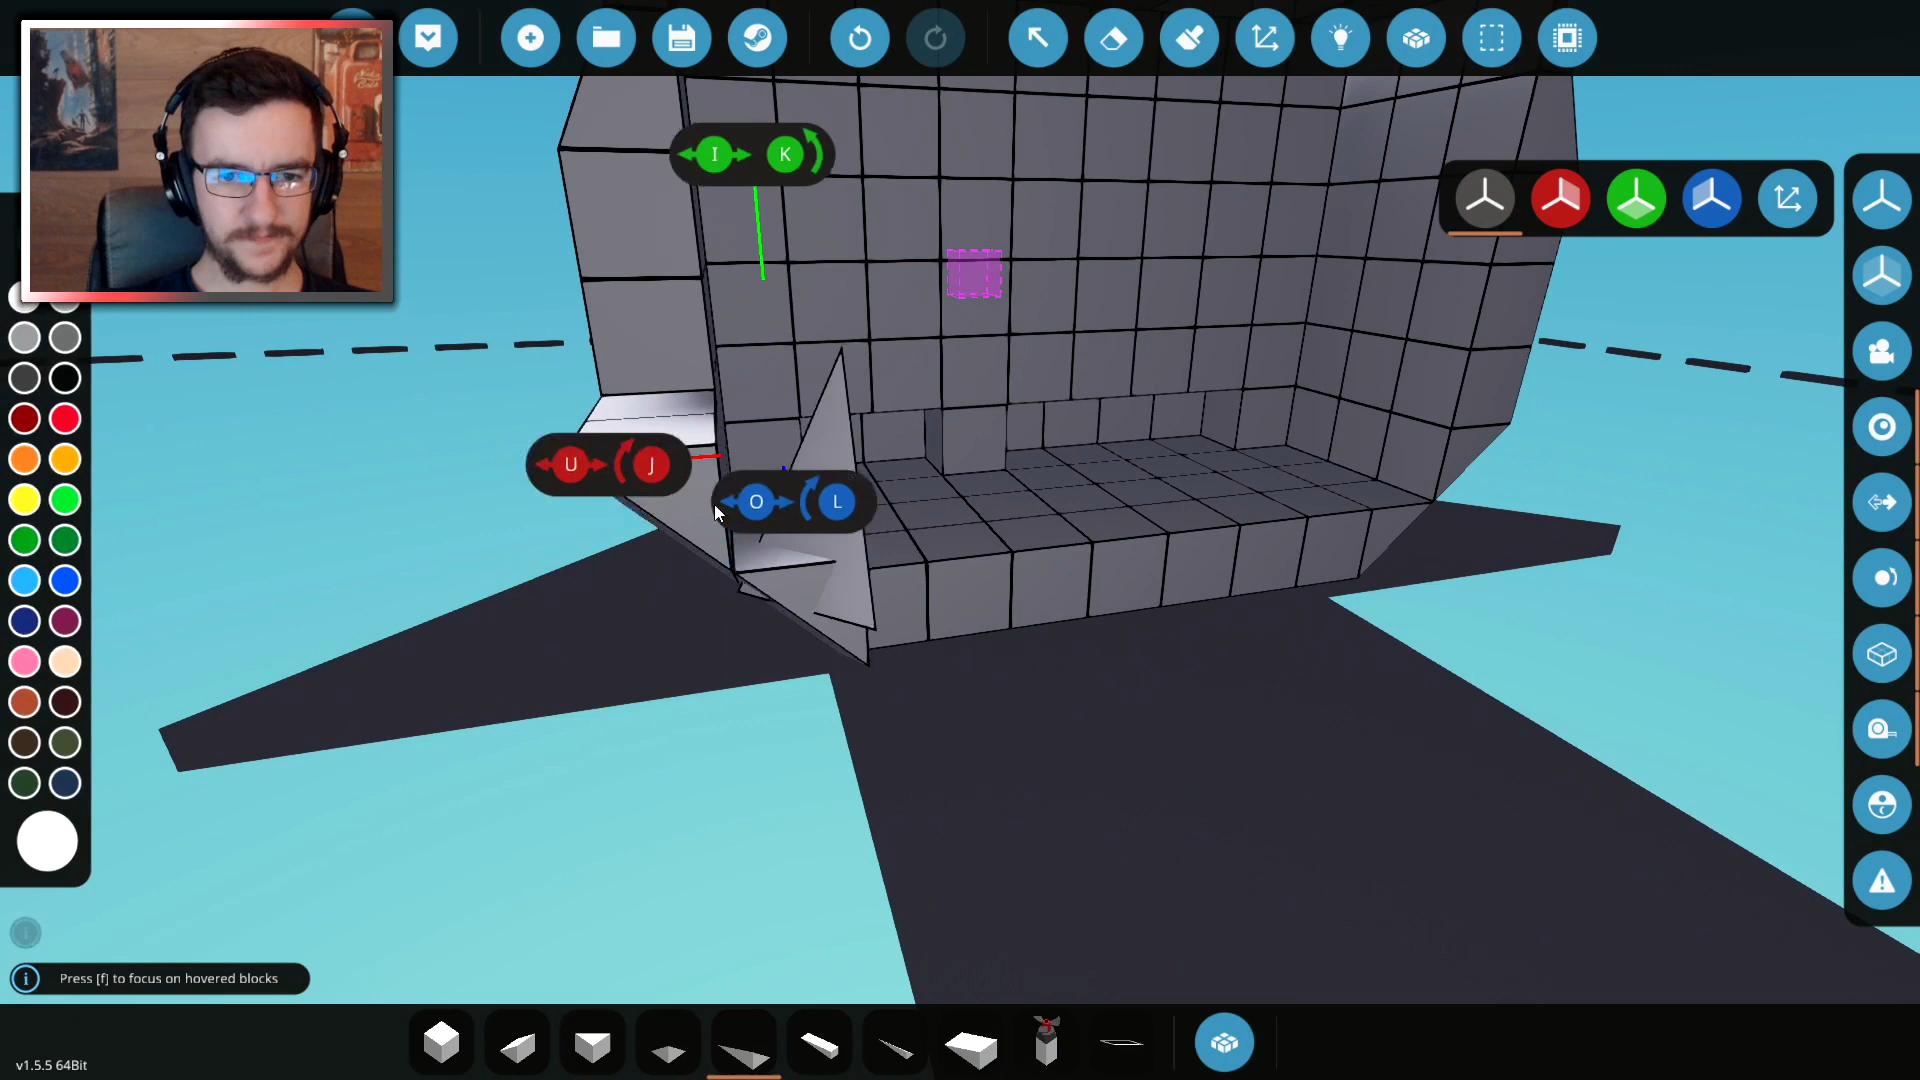 I K
U J
O L
Press [f] to focus on hovered blocks
v1.5.5 64Bit